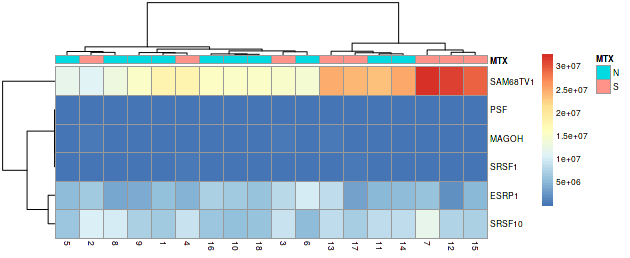 MTX
SAM68TV1
PSF
MAGOH
SRSF1
ESRP1
SRSF10
5 2 8 9 1 4 16 10 18 3 6 13 17 11 14 7 12 15
3e+07
2.5e+07
2e+07
1.5e+07
1e+07
5e+06
MTX
N
S